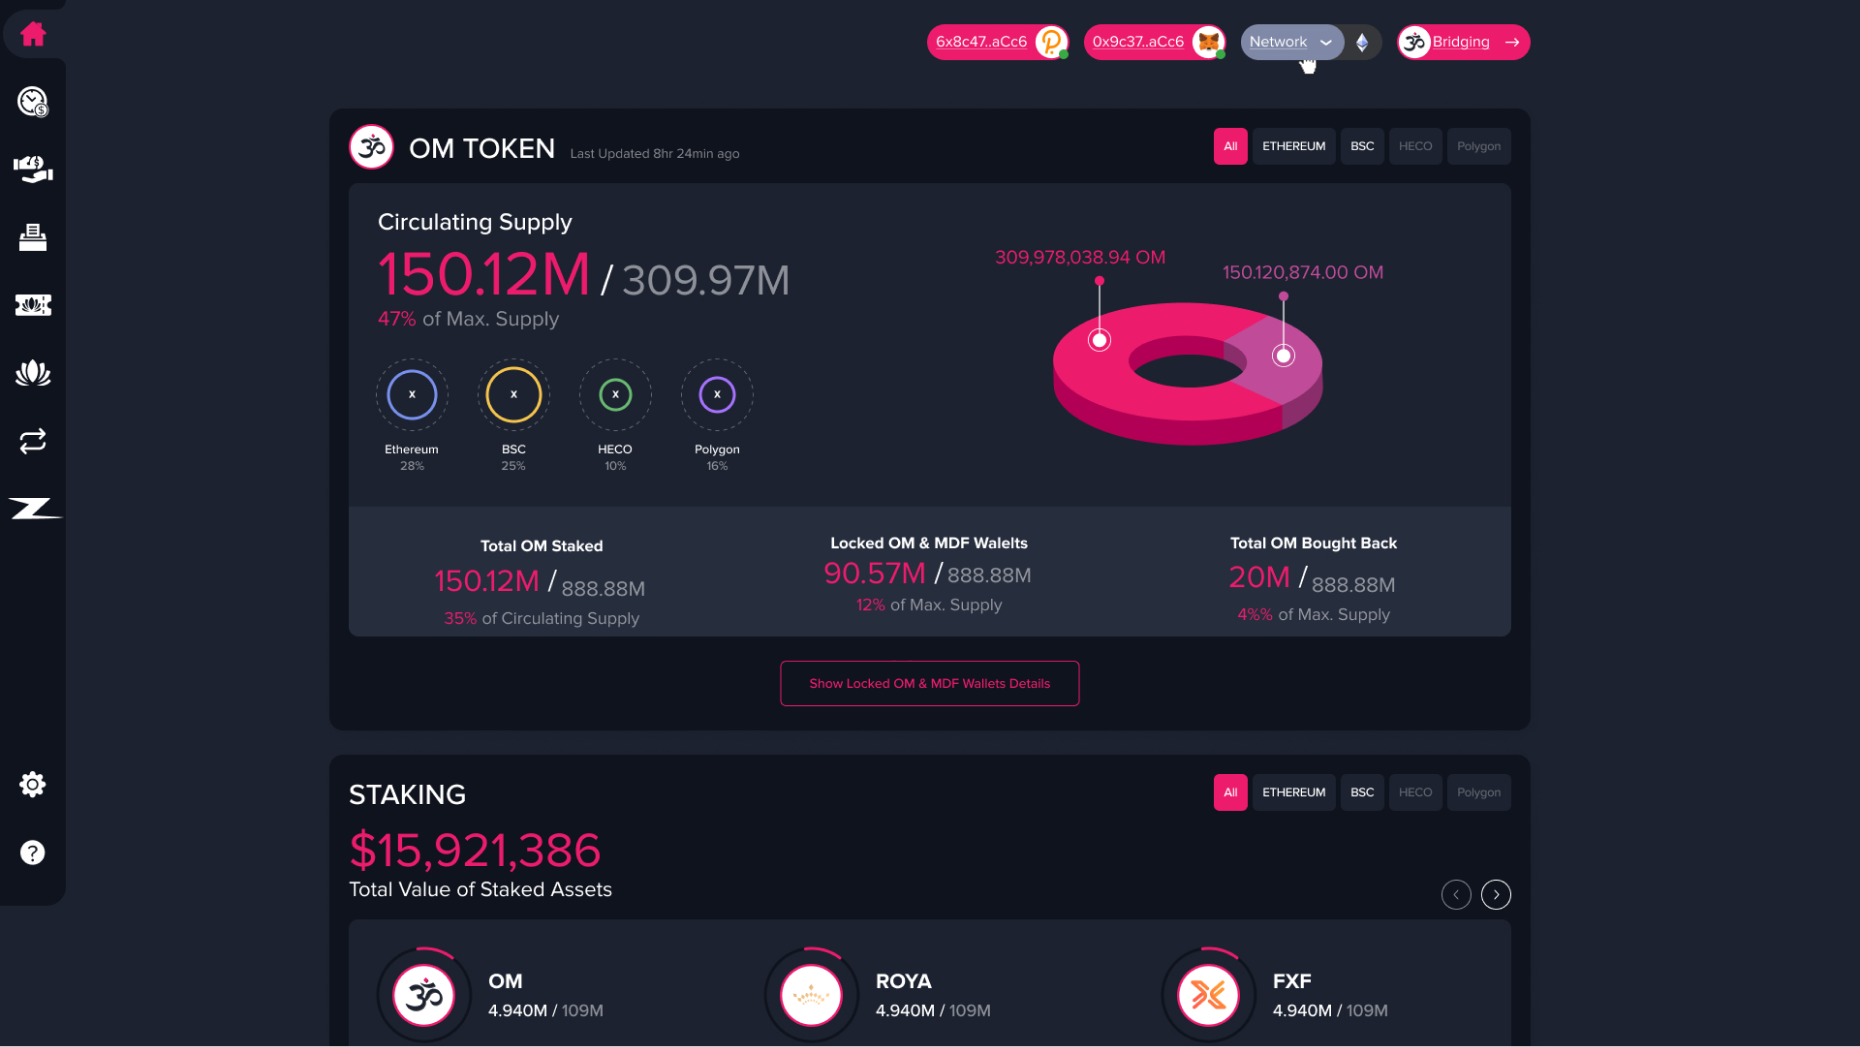 6x8c47..aCc6
0x9c37..aCc6
Network
Bridging
ॐ
OM TOKEN
Last Updated 8hr 24min ago
All
ETHEREUM
BSC
HECO
Polygon
Circulating Supply
150.12M / 309.97M
47% of Max. Supply
309,978,038.94 OM
150.120,874.00 OM
x
x
x
x
Ethereum
28%
BSC
25%
HECO
10%
Polygon
16%
Total OM Staked
150.12M / 888.88M
35% of Circulating Supply
Locked OM & MDF Walelts
90.57M / 888.88M
12% of Max. Supply
Total OM Bought Back
20M / 888.88M
4%% of Max. Supply
Show Locked OM & MDF Wallets Details
STAKING
All
ETHEREUM
BSC
HECO
Polygon
$15,921,386
Total Value of Staked Assets
ॐ
OM
4.940M / 109M
ROYA
4.940M / 109M
FXF
4.940M / 109M